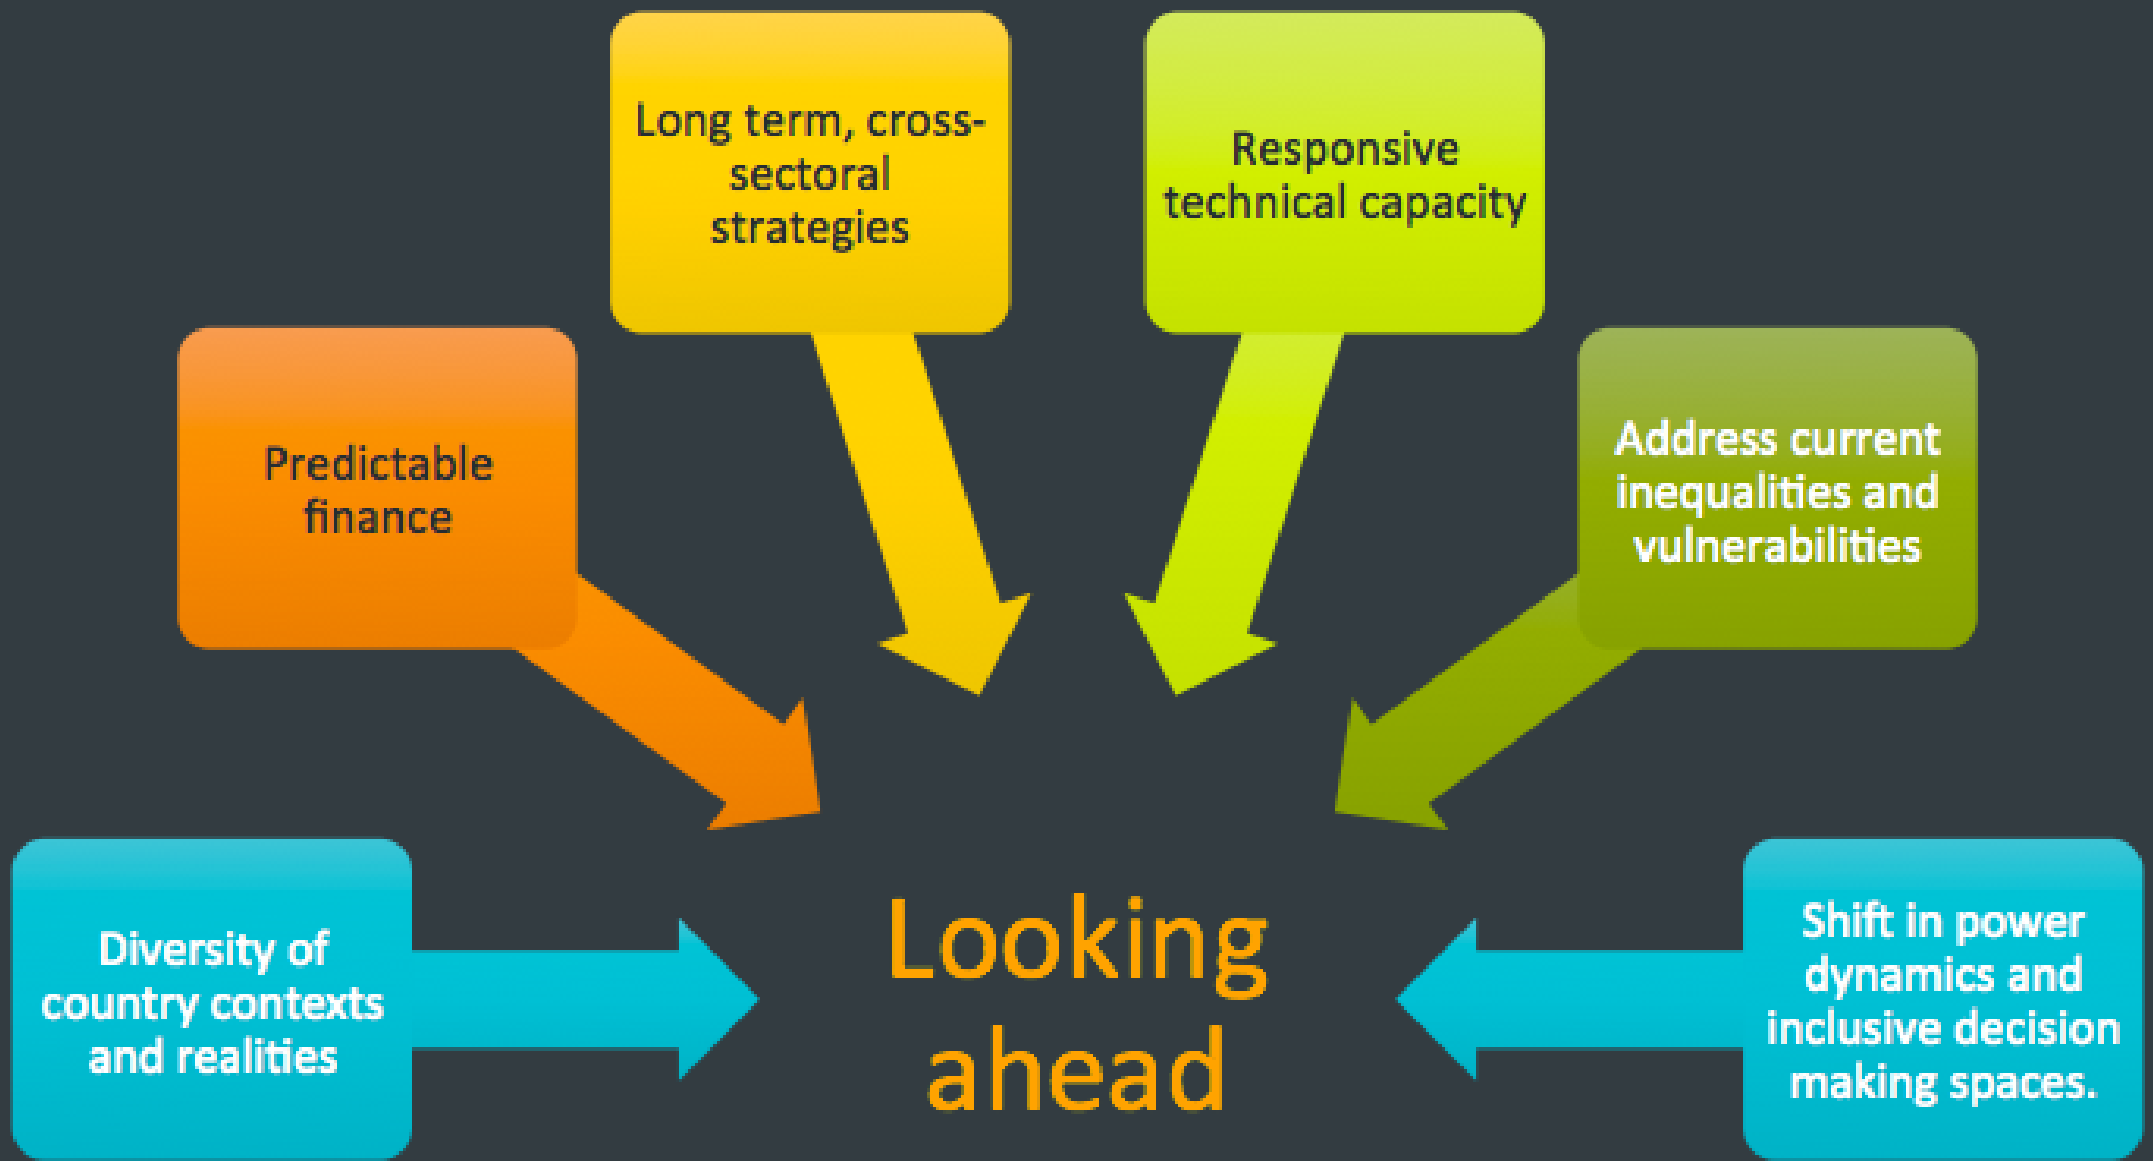 Long term, cross-
sectoral
strategies
Responsive
technical capacity
Predictable
finance
Address current
inequalities and
vulnerabilities
Diversity of
country contexts
and realities
Looking
ahead
Shift in power
dynamics and
inclusive decision
making spaces.